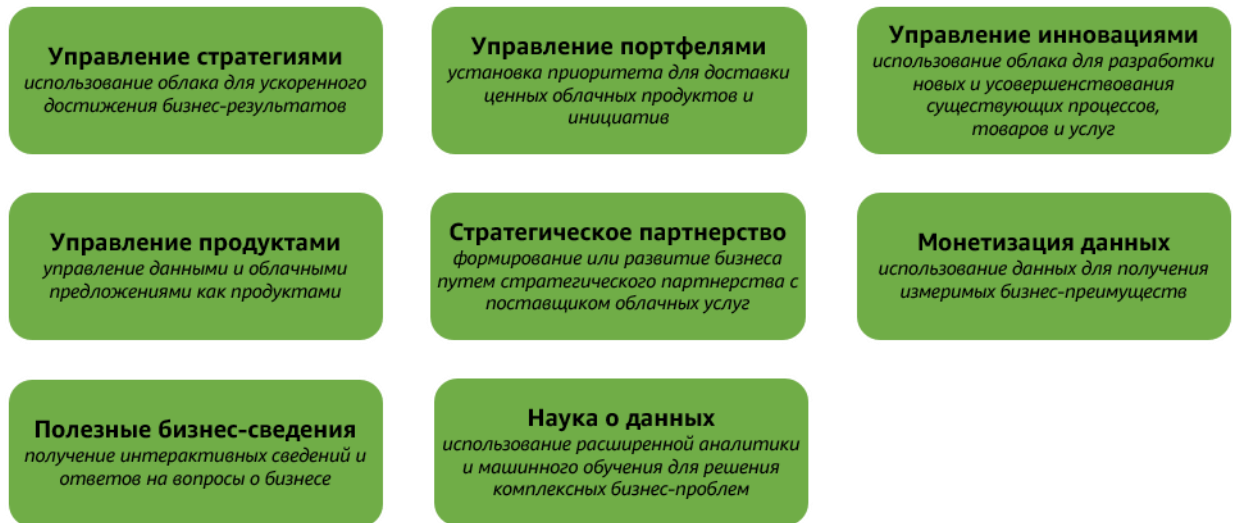 Управление стратегиями
использование облака для ускоренного
достижения бизнес-результатов
Управление портфелями
установка приоритета для доставки
ценных облачных продуктов и
инициатив
Управление инновациями
использование облака для разработки
новых и усовершенствования
существующих процессов,
товаров и услуг
Управление продуктами
управление данными и облачными
предложениями как продуктами
Стратегическое партнерство
формирование или развитие бизнеса
путем стратегического партнерства с
поставщиком облачных услуг
Монетизация данных
использование данных для получения
измеримых бизнес-преимуществ
Полезные бизнес-сведения
получение интерактивных сведений и
ответов на вопросы о бизнесе
Наука о данных
использование расширенной аналитики
и машинного обучения для решения
комплексных бизнес-проблем